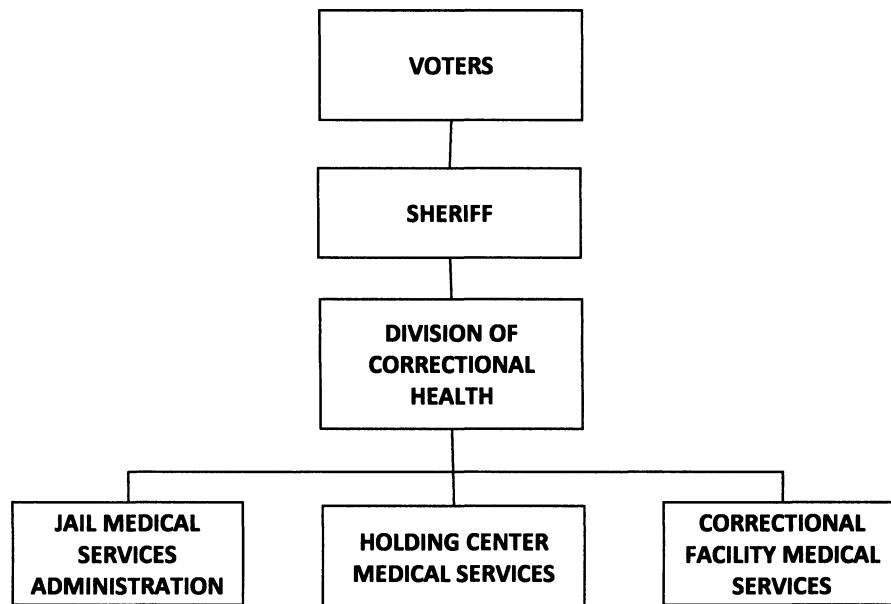 VOTERS
SHERIFF
DIVISION OF
CORRECTIONAL
HEALTH
JAIL MEDICAL
SERVICES
ADMINISTRATION
HOLDING CENTER
MEDICAL SERVICES
CORRECTIONAL
FACILITY MEDICAL
SERVICES